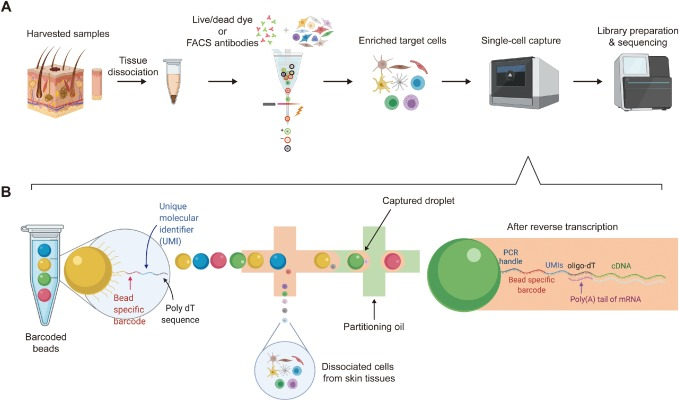 A
Harvested samples
Tissue
dissociation
Live/dead dye
or
FACS antibodies
Enriched target cells
Single-cell capture
Library preparation
& sequencing
B
Barcoded
beads
Unique
molecular
identifier
(UMI)
Bead
specific
barcode
Poly dT
sequence
Captured droplet
Partitioning oil
Dissociated cells
from skin tissues
After reverse transcription
PCR
handle
Bead specific
barcode
UMIs
oligo-dT
cDNA
Poly(A) tail of mRNA